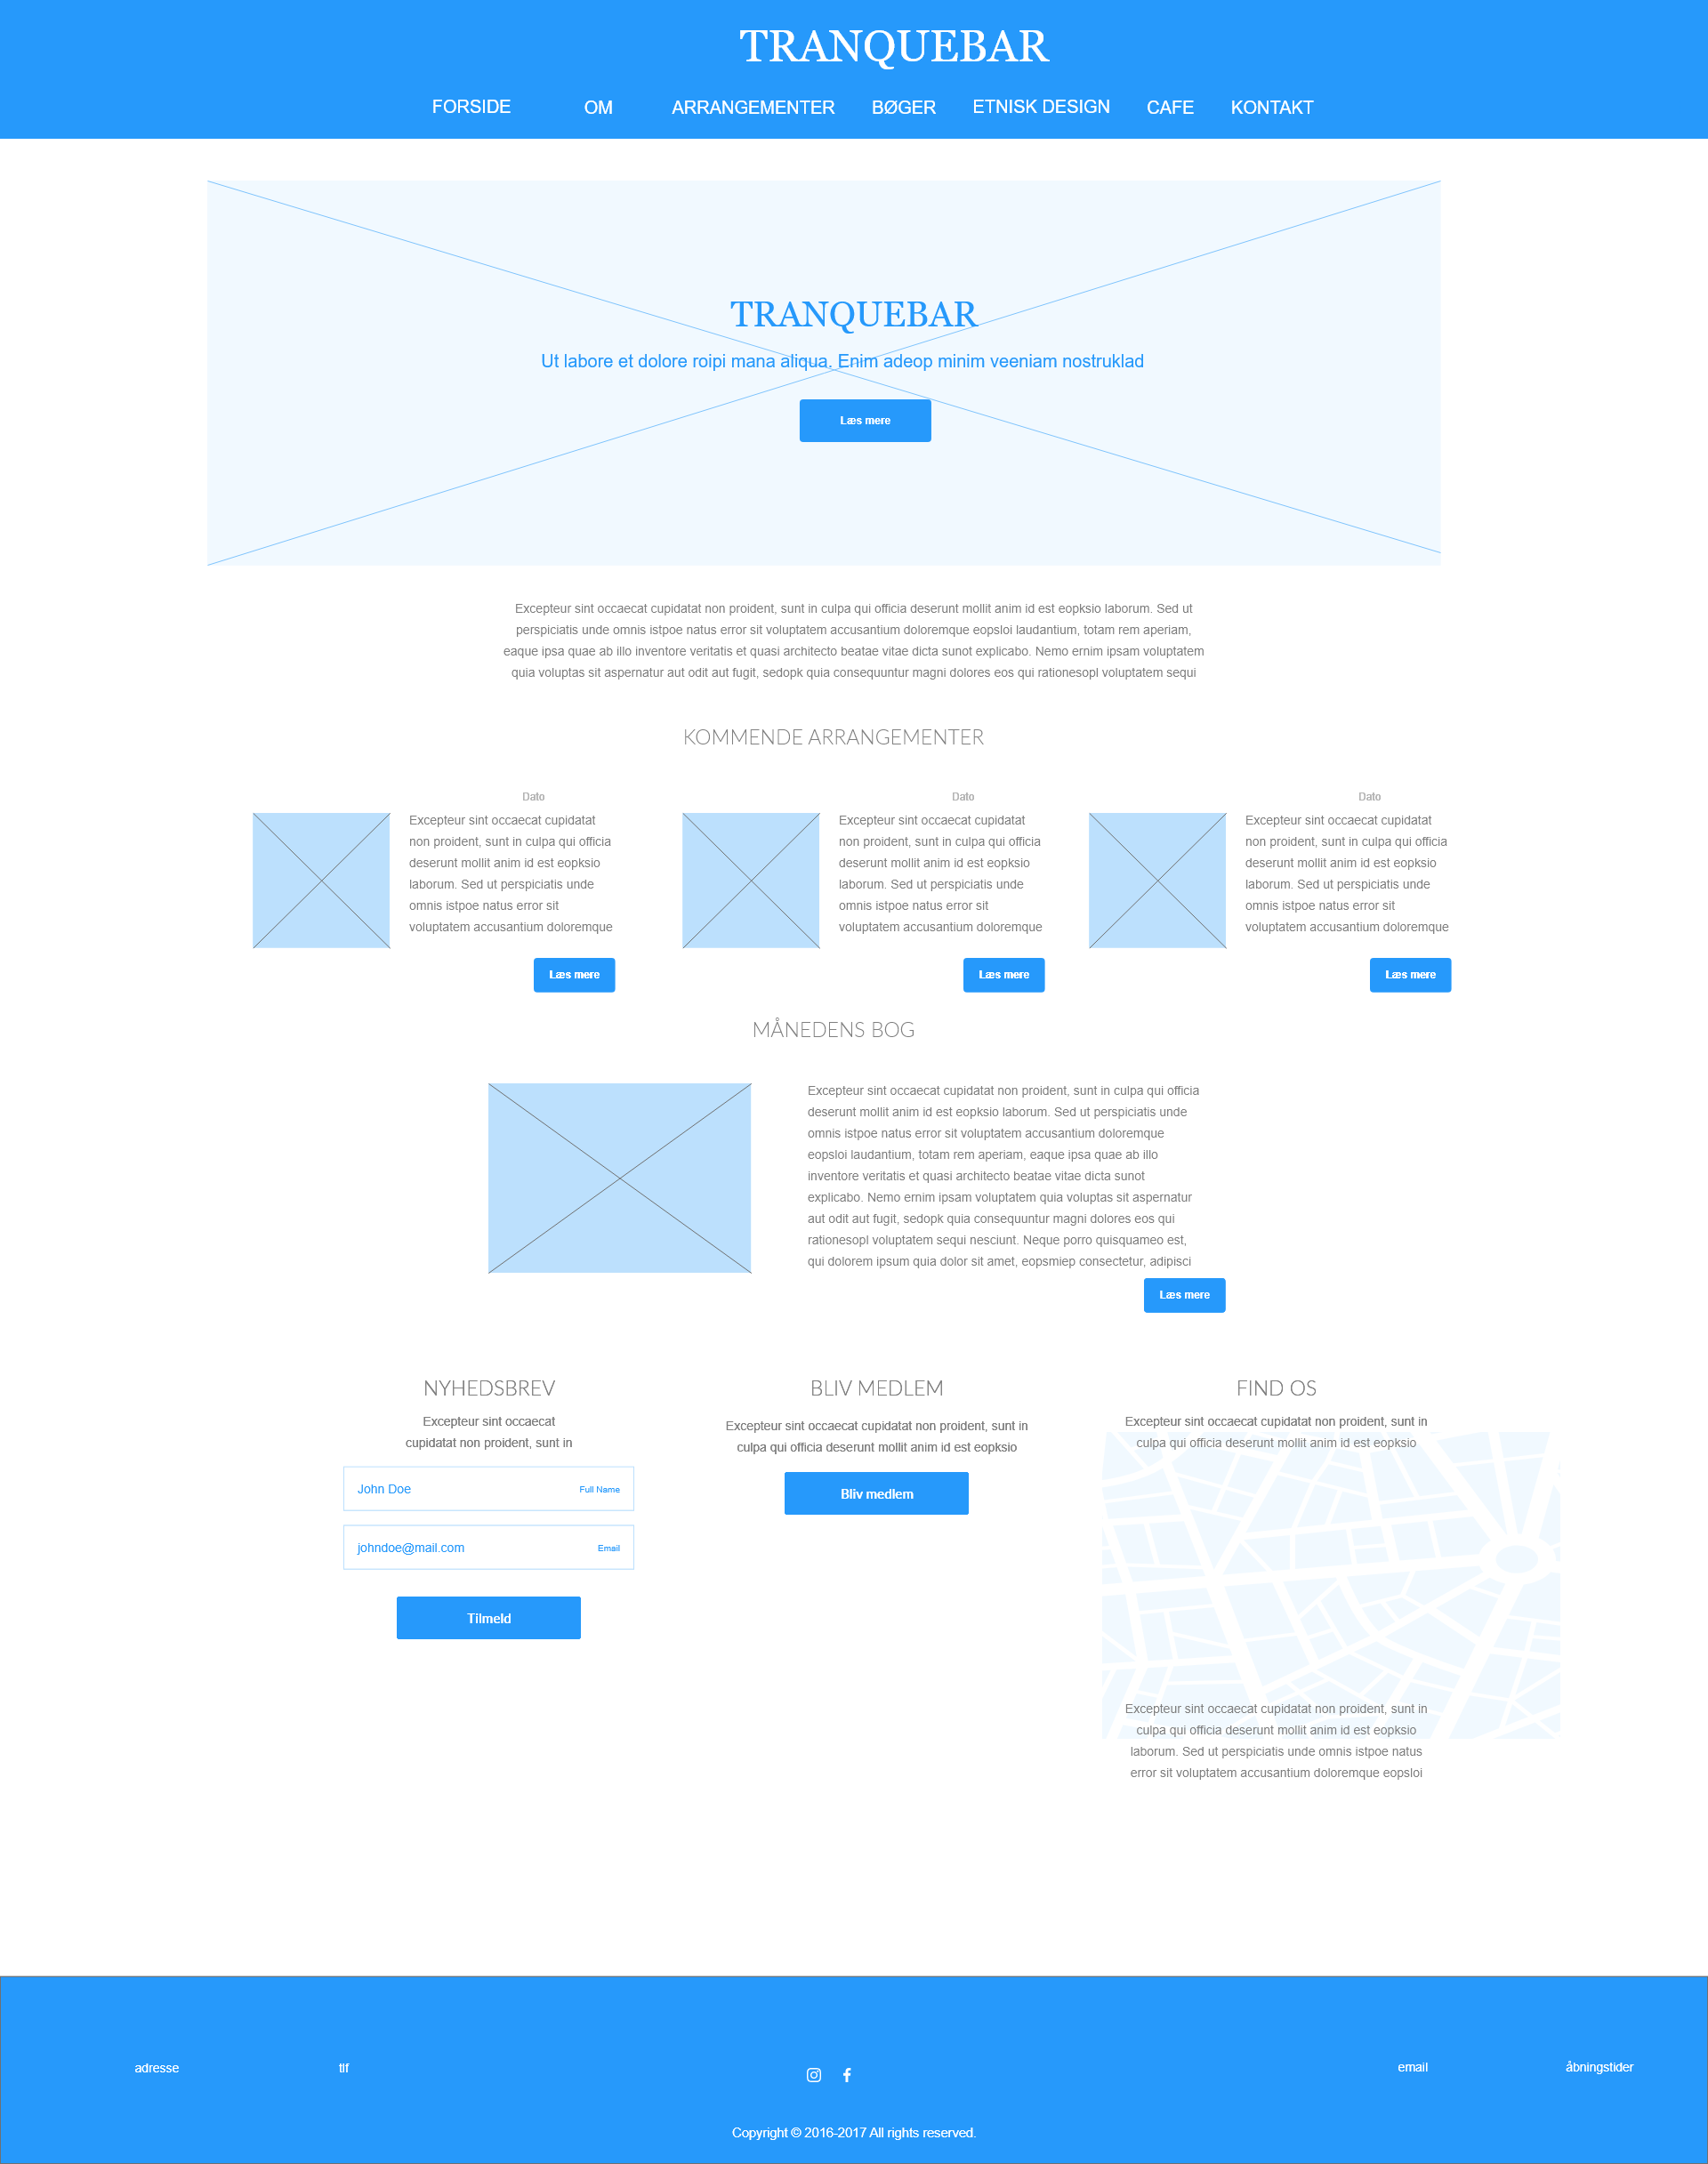 TRANQUEBAR
FORSIDE OM ARRANGEMENTER BØGER ETNISK DESIGN CAFE KONTAKT
TRANQUEBAR
Ut labore et dolore roipi mana aliqua. Enim adeop minim veeniam nostruklad
Læs mere
Excepteur sint occaecat cupidatat non proident, sunt in culpa qui officia deserunt mollit anim id est eopksio laborum. Sed ut
perspiciatis unde omnis istpoe natus error sit voluptatem accusantium doloremque eopsloi laudantium, totam rem aperiam,
eaque ipsa quae ab illo inventore veritatis et quasi architecto beatae vitae dicta sunot explicabo. Nemo ernim ipsam voluptatem
quia voluptas sit aspernatur aut odit aut fugit, sedopk quia consequuntur magni dolores eos qui rationesopl voluptatem sequi
KOMMENDE ARRANGEMENTER
Dato
Excepteur sint occaecat cupidatat
non proident, sunt in culpa qui officia
deserunt mollit anim id est eopksio
laborum. Sed ut perspiciatis unde
omnis istpoe natus error sit
voluptatem accusantium doloremque
Læs mere
Dato
Excepteur sint occaecat cupidatat
non proident, sunt in culpa qui officia
deserunt mollit anim id est eopksio
laborum. Sed ut perspiciatis unde
omnis istpoe natus error sit
voluptatem accusantium doloremque
Læs mere
Dato
Excepteur sint occaecat cupidatat
non proident, sunt in culpa qui officia
deserunt mollit anim id est eopksio
laborum. Sed ut perspiciatis unde
omnis istpoe natus error sit
voluptatem accusantium doloremque
Læs mere
MÅNEDENS BOG
Excepteur sint occaecat cupidatat non proident, sunt in culpa qui officia
deserunt mollit anim id est eopksio laborum. Sed ut perspiciatis unde
omnis istpoe natus error sit voluptatem accusantium doloremque
eopsloi laudantium, totam rem aperiam, eaque ipsa quae ab illo
inventore veritatis et quasi architecto beatae vitae dicta sunot
explicabo. Nemo ernim ipsam voluptatem quia voluptas sit aspernatur
aut odit aut fugit, sedopk quia consequuntur magni dolores eos qui
rationesopl voluptatem sequi nesciunt. Neque porro quisquameo est,
qui dolorem ipsum quia dolor sit amet, eopsmiep consectetur, adipisci
Læs mere
NYHEDSBREV
Excepteur sint occaecat
cupidatat non proident, sunt in
John Doe Full Name
johndoe@mail.com Email
Tilmeld
BLIV MEDLEM
Excepteur sint occaecat cupidatat non proident, sunt in
culpa qui officia deserunt mollit anim id est eopksio
Bliv medlem
FIND OS
Excepteur sint occaecat cupidatat non proident, sunt in
culpa qui officia deserunt mollit anim id est eopksio
Excepteur sint occaecat cupidatat non proident, sunt in
culpa qui officia deserunt mollit anim id est eopksio
laborum. Sed ut perspiciatis unde omnis istpoe natus
error sit voluptatem accusantium doloremque eopsloi
adresse tlf email åbningstider
Copyright © 2016-2017 All rights reserved.